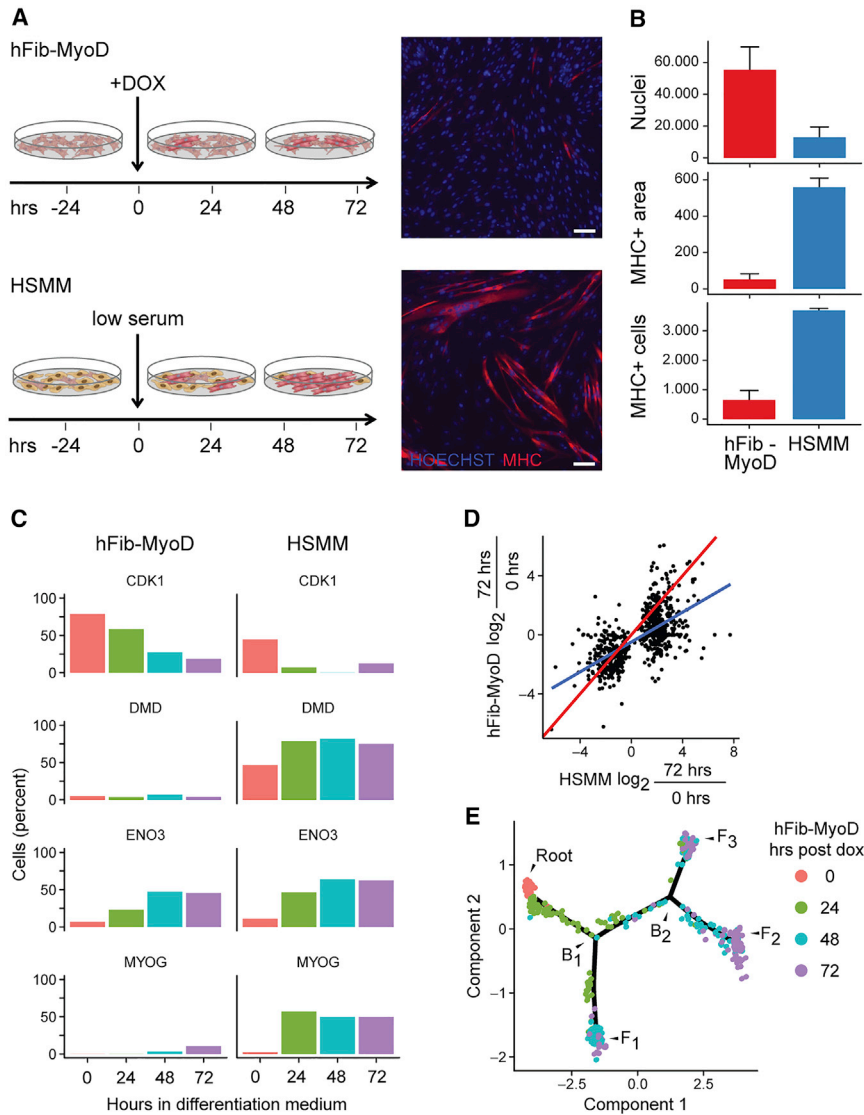 A
hFib-MyoD
+DOX
hrs -24 0 24 48 72
HSMM
low serum
hrs -24 0 24 48 72
HOECHST MHC
B
Nuclei
60.000
40.000
20.000
0
MHC+ area
600
400
200
0
MHC+ cells
3.000
2.000
1.000
0
hFib - MyoD
HSMM
C
hFib-MyoD HSMM
CDK1 CDK1
100
50
0
DMD DMD
100
50
0
ENO3 ENO3
100
50
0
MYOG MYOG
100
50
0
Cells (percent)
0 24 48 72 0 24 48 72
Hours in differentiation medium
D
hFib-MyoD log2 72 hrs / 0 hrs
4
0
−4
−4 0 4 8
HSMM log2 72 hrs / 0 hrs
E
hFib-MyoD
hrs post dox
0
24
48
72
Root
B1
B2
F3
F2
F1
Component 2
1
0
−1
−2
−2.5 0.0 2.5
Component 1